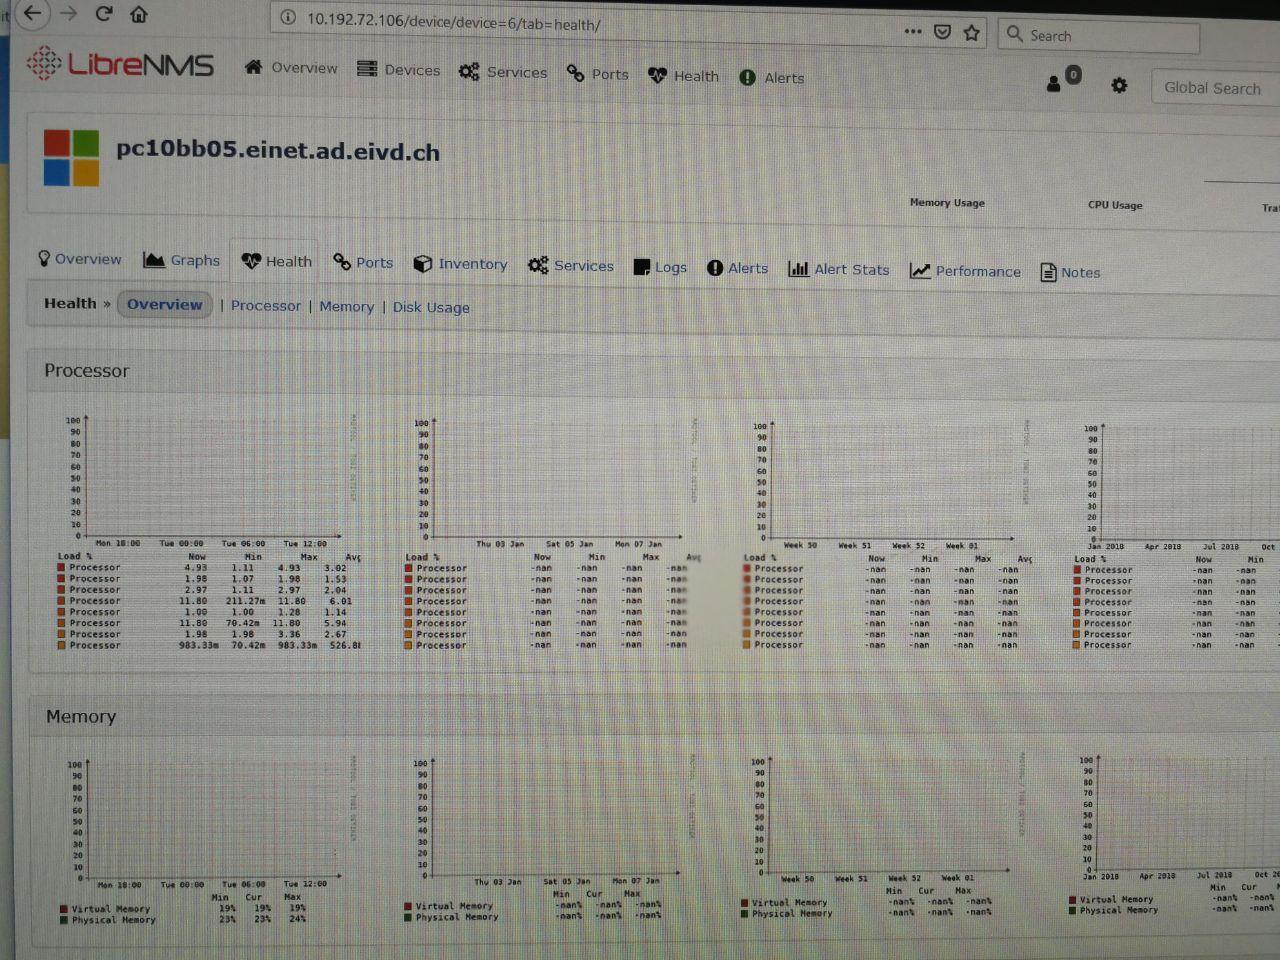 10.192.72.106/device/device=6/tab=health/
Search
LibreNMS Overview Devices Services Ports Health Alerts 0 Global Search
pc10bb05.einet.ad.eivd.ch
Memory Usage CPU Usage
Overview Graphs Health Ports Inventory Services Logs Alerts Alert Stats Performance Notes
Health » Overview | Processor | Memory | Disk Usage
Processor
100 90 80 70 60 50 40 30 20 10 0
Mon 18:00 Tue 00:00 Tue 06:00 Tue 12:00
Load % Now Min Max Avg
Processor 4.93 1.11 4.93 3.02
Processor 1.98 1.07 1.98 1.53
Processor 2.97 1.11 2.97 2.04
Processor 11.80 211.27m 11.80 6.01
Processor 1.00 1.00 1.28 1.14
Processor 11.80 70.42m 11.80 5.94
Processor 1.98 1.98 3.36 2.67
Processor 983.33m 70.42m 983.33m 526.88
100 90 80 70 60 50 40 30 20 10 0
Thu 03 Jan Sat 05 Jan Mon 07 Jan
Load % Now Min Max Avg
Processor -nan -nan -nan -nan
Processor -nan -nan -nan -nan
Processor -nan -nan -nan -nan
Processor -nan -nan -nan -nan
Processor -nan -nan -nan -nan
Processor -nan -nan -nan -nan
Processor -nan -nan -nan -nan
Processor -nan -nan -nan -nan
100 90 80 70 60 50 40 30 20 10 0
Week 50 Week 51 Week 52 Week 01
Load % Now Min Max Avg
Processor -nan -nan -nan -nan
Processor -nan -nan -nan -nan
Processor -nan -nan -nan -nan
Processor -nan -nan -nan -nan
Processor -nan -nan -nan -nan
Processor -nan -nan -nan -nan
Processor -nan -nan -nan -nan
Processor -nan -nan -nan -nan
100 90 80 70 60 50 40 30 20 10 0
Jan 2018 Apr 2018 Jul 2018 Oct
Load % Now Min
Processor -nan -nan
Processor -nan -nan
Processor -nan -nan
Processor -nan -nan
Processor -nan -nan
Processor -nan -nan
Processor -nan -nan
Processor -nan -nan
Memory
100 90 80 70 60 50 40 30 20 10 0
Mon 18:00 Tue 00:00 Tue 06:00 Tue 12:00
Min Cur Max
Virtual Memory 19% 19% 19%
Physical Memory 23% 23% 24%
100 90 80 70 60 50 40 30 20 10 0
Thu 03 Jan Sat 05 Jan Mon 07 Jan
Min Cur Max
Virtual Memory -nan% -nan% -nan%
Physical Memory -nan% -nan% -nan%
100 90 80 70 60 50 40 30 20 10 0
Week 50 Week 51 Week 52 Week 01
Min Cur Max
Virtual Memory -nan% -nan% -nan%
Physical Memory -nan% -nan% -nan%
100 90 80 70 60 50 40 30 20 10 0
Jan 2018 Apr 2018 Jul 2018 Oct
Min Cur
Virtual Memory -nan% -nan%
Physical Memory -nan% -nan%